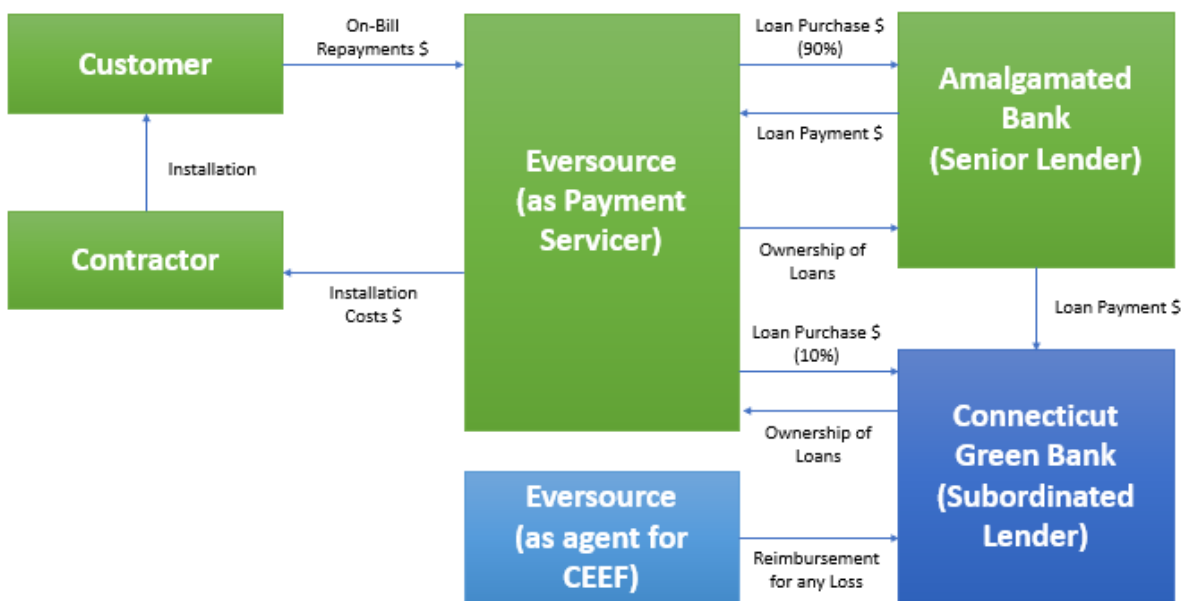 Customer
On-Bill
Repayments $
Installation
Contractor
Installation
Costs $
Eversource
(as Payment
Servicer)
Loan Purchase $
(90%)
Loan Payment $
Ownership of
Loans
Loan Purchase $
(10%)
Ownership of
Loans
Amalgamated
Bank
(Senior Lender)
Loan Payment $
Connecticut
Green Bank
(Subordinated
Lender)
Eversource
(as agent for
CEEF)
Reimbursement
for any Loss